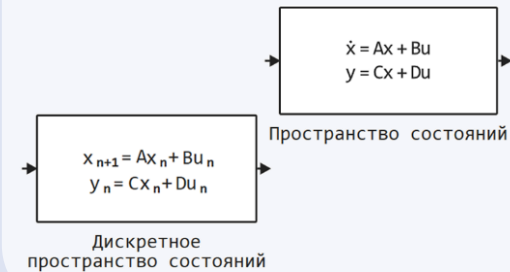 ẋ = Ax + Bu
y = Cx + Du
Пространство состояний
x n+1 = Ax n + Bu n
y n = Cx n + Du n
Дискретное
пространство состояний